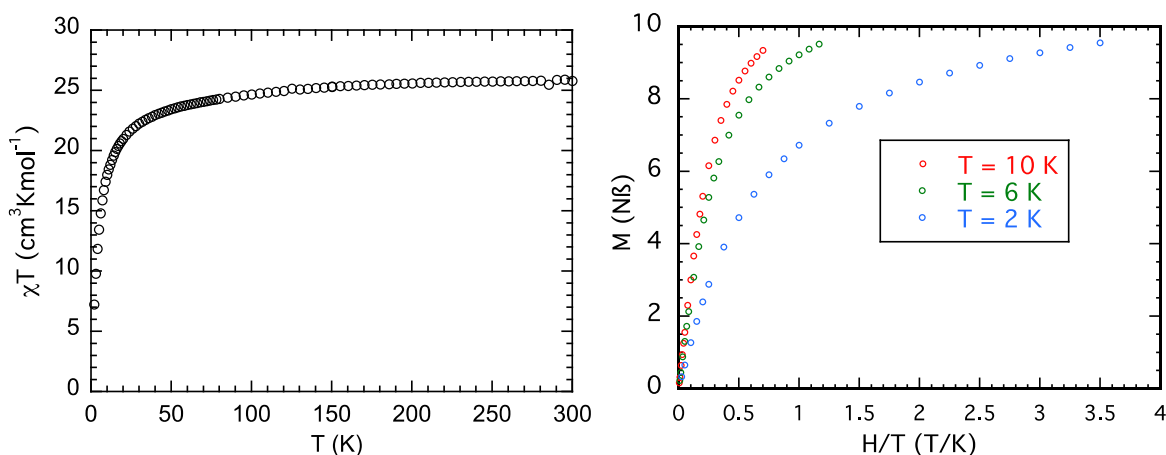 30
25
20
15
10
5
0
χT (cm³Kmol⁻¹)
0 50 100 150 200 250 300
T (K)
10
8
6
4
2
0
M (Nß)
T = 10 K
T = 6 K
T = 2 K
0 0.5 1 1.5 2 2.5 3 3.5 4
H/T (T/K)